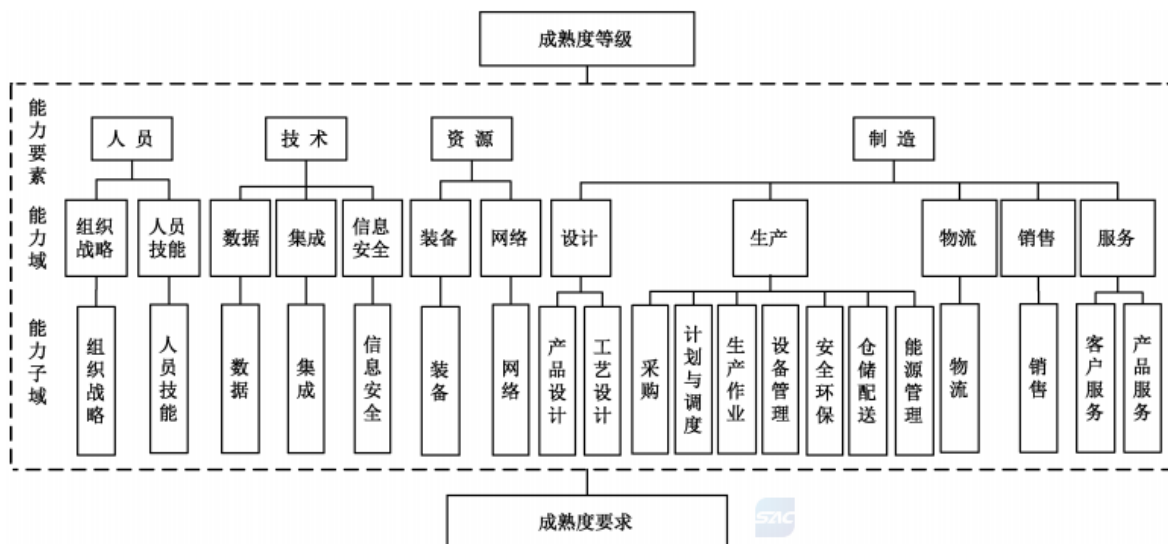 成熟度等级
能力要素
人员
技术
资源
制造
能力域
组织
战略
人员
技能
数据
集成
信息
安全
装备
网络
设计
生产
物流
销售
服务
能力子域
组织战略
人员技能
数据
集成
信息安全
装备
网络
产品设计
工艺设计
采购
计划与调度
生产作业
设备管理
安全环保
仓储配送
能源管理
物流
销售
客户服务
产品服务
成熟度要求
SAC